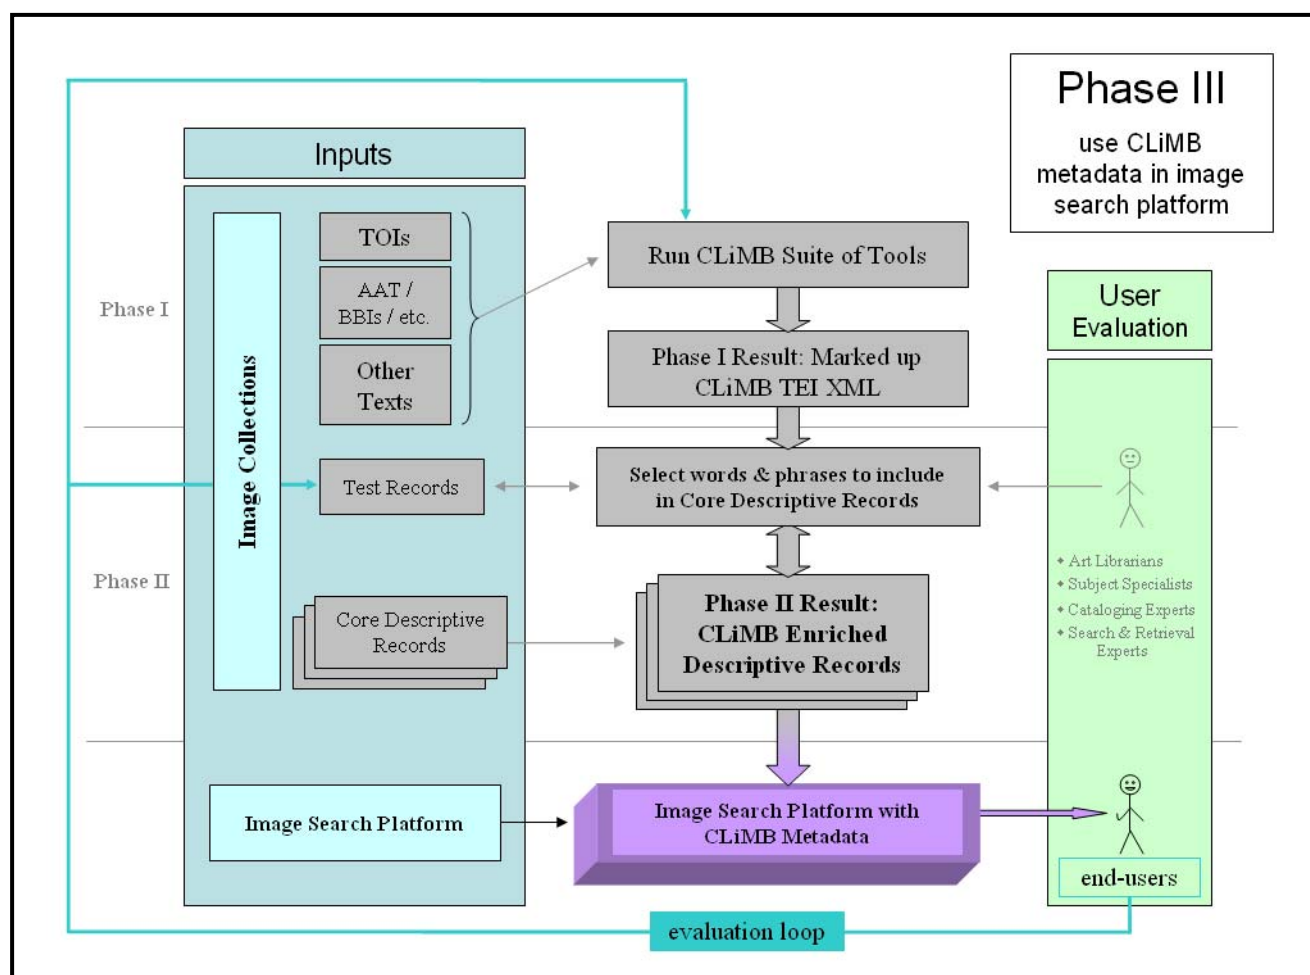 Phase III
use CLiMB
metadata in image
search platform
Inputs
TOIs
AAT /
BBIs / etc.
Other
Texts
Image Collections
Phase I
Run CLiMB Suite of Tools
Phase I Result: Marked up
CLiMB TEI XML
User
Evaluation
Test Records
Select words & phrases to include
in Core Descriptive Records
Phase II
Core Descriptive
Records
Phase II Result:
CLiMB Enriched
Descriptive Records
Art Librarians
Subject Specialists
Cataloging Experts
Search & Retrieval
Experts
Image Search Platform
Image Search Platform with
CLiMB Metadata
end-users
evaluation loop